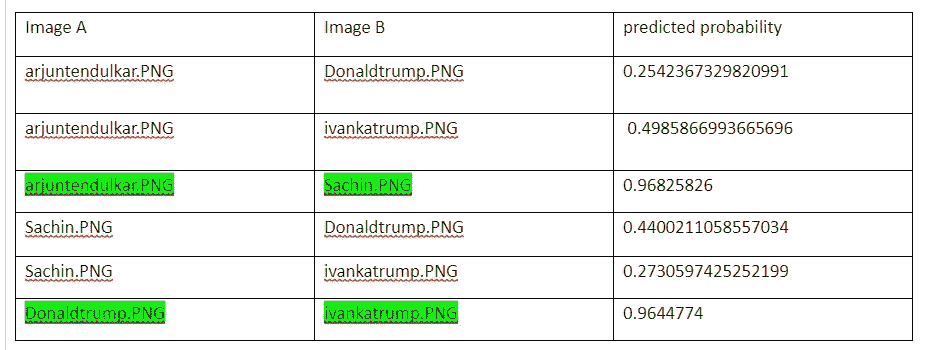 Image A Image B predicted probability
arjuntendulkar.PNG Donaldtrump.PNG 0.2542367329820991
arjuntendulkar.PNG ivankatrump.PNG 0.4985866993665696
arjuntendulkar.PNG Sachin.PNG 0.96825826
Sachin.PNG Donaldtrump.PNG 0.4400211058557034
Sachin.PNG ivankatrump.PNG 0.2730597425252199
Donaldtrump.PNG ivankatrump.PNG 0.9644774